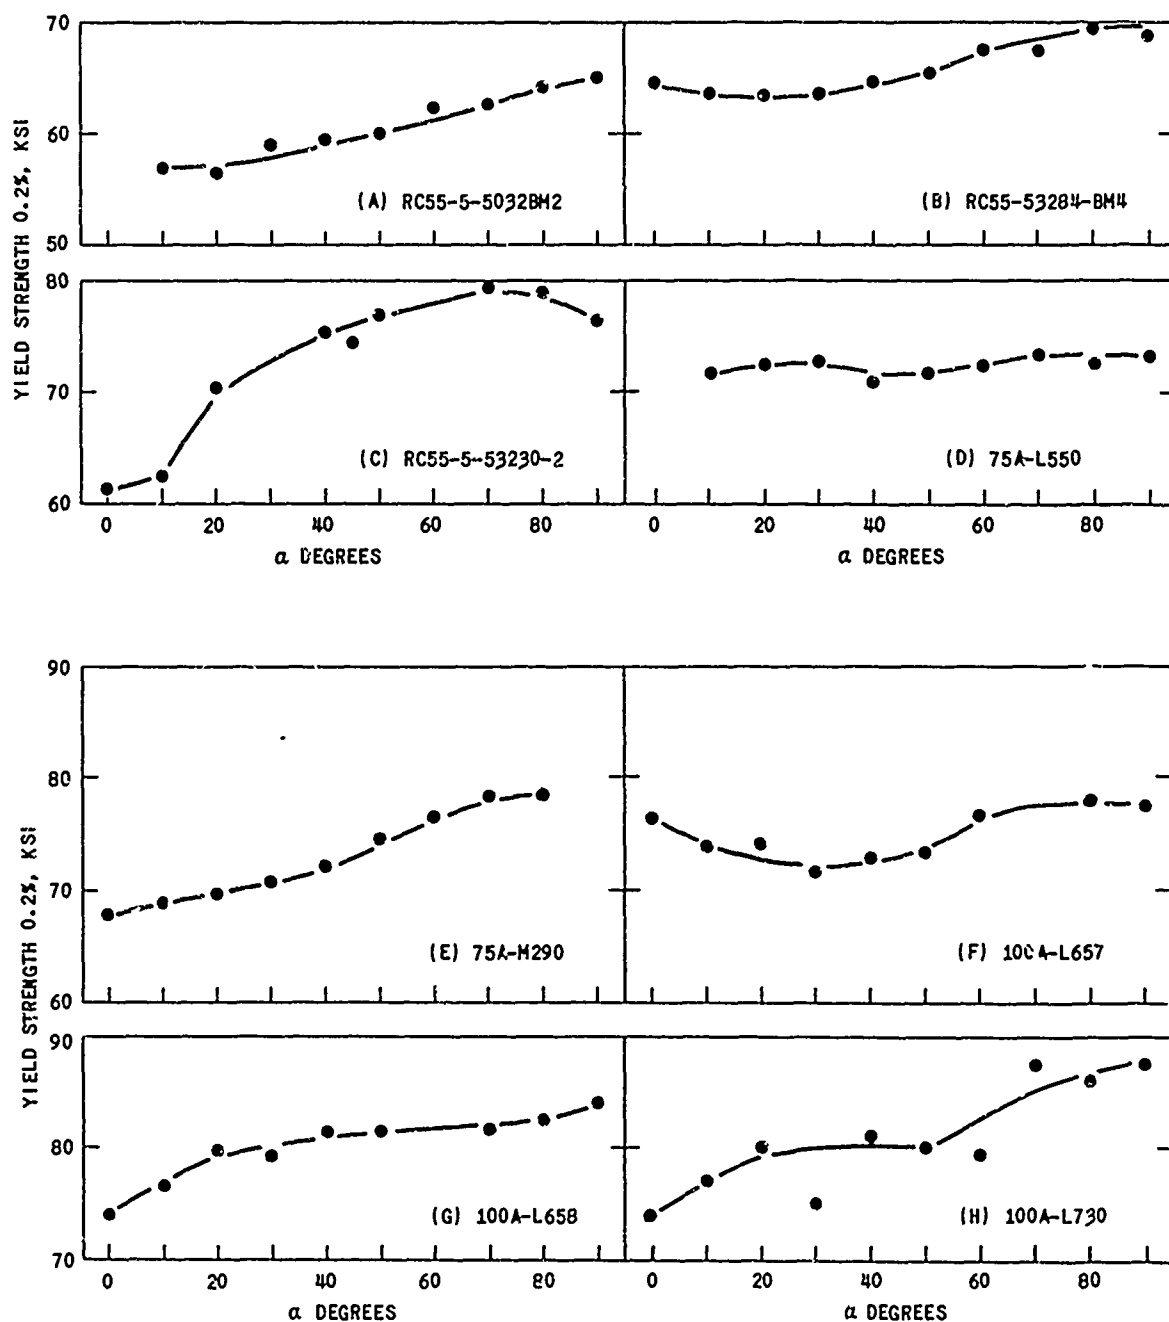 YIELD STRENGTH 0.2%, KSI
70
60
50
(A) RC55-5-5032BM2
(B) RC55-53284-BM4
80
70
60
(C) RC55-5-53230-2
(D) 75A-L550
0 20 40 60 80
0 20 40 60 80
α DEGREES
α DEGREES
YIELD STRENGTH 0.2%, KSI
90
80
70
60
(E) 75A-M290
(F) 100A-L657
90
80
70
(G) 100A-L658
(H) 100A-L730
0 20 40 60 80
0 20 40 60 80
α DEGREES
α DEGREES